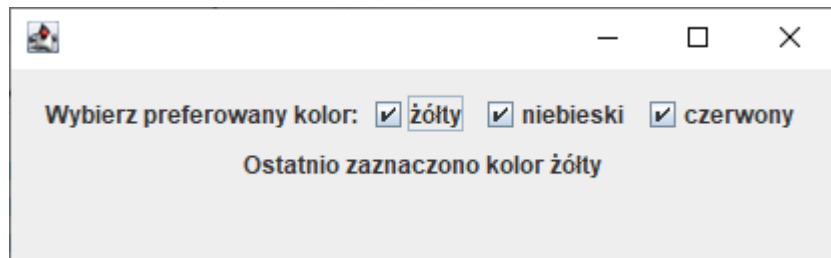 Wybierz preferowany kolor: żółty niebieski czerwony
Ostatnio zaznaczono kolor żółty